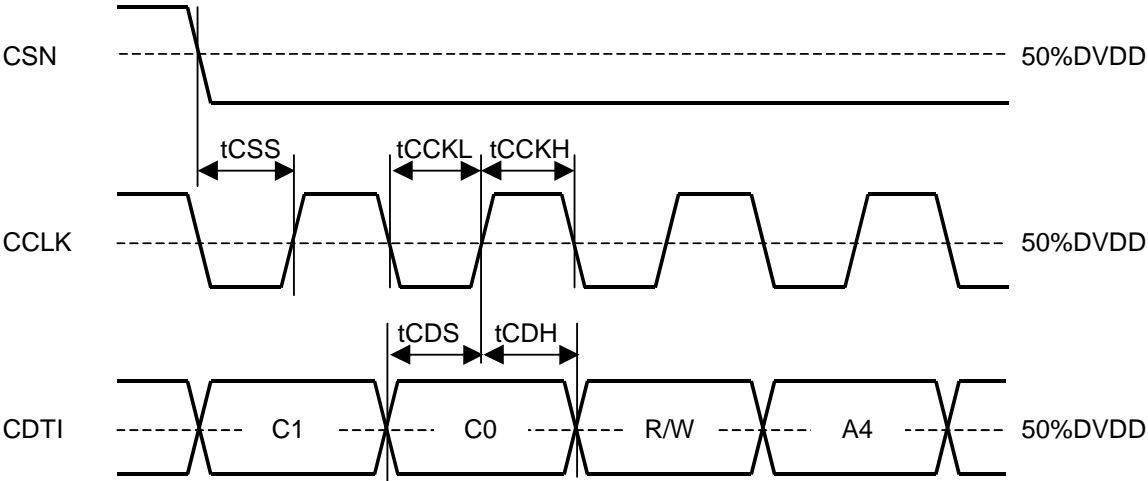 CSN
50%DVDD
tCSS
tCCKL
tCCKH
CCLK
50%DVDD
tCDS
tCDH
CDTI
C1
C0
R/W
A4
50%DVDD